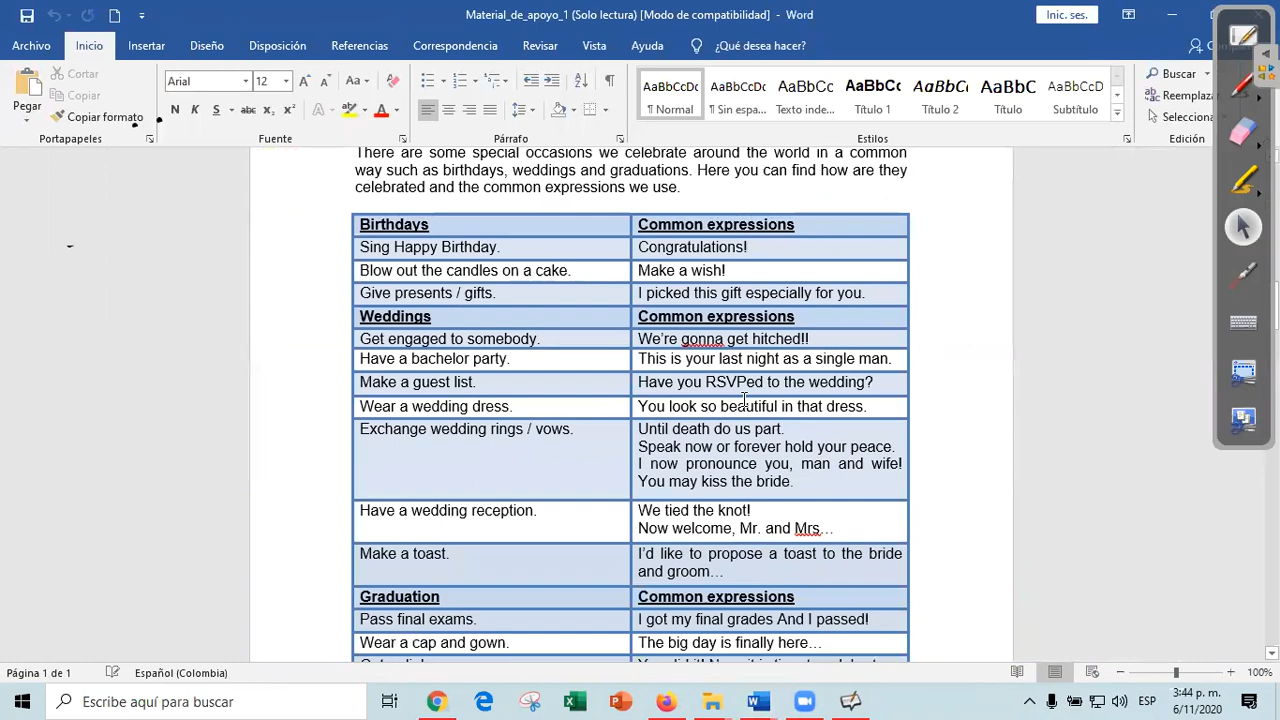 Material_de_apoyo_1 (Solo lectura) [Modo de compatibilidad] - Word
Inic. ses.
Archivo Inicio Insertar Diseño Disposición Referencias Correspondencia Revisar Vista Ayuda ¿Qué desea hacer?
Pegar
Cortar
Copiar
Copiar formato
Portapapeles
Arial 12
N K S abc x₂ x²
Fuente
Párrafo
AaBbCcDc AaBbCcDc AaBbCc AaBbCc AaBbCc AaBbC AaBbCcD
¶ Normal ¶ Sin espa... Texto inde... Título 1 Título 2 Título Subtítulo
Estilos
Buscar
Reemplaza
Selecciona
Edición
There are some special occasions we celebrate around the world in a common
way such as birthdays, weddings and graduations. Here you can find how are they
celebrated and the common expressions we use.
Birthdays Common expressions
Sing Happy Birthday. Congratulations!
Blow out the candles on a cake. Make a wish!
Give presents / gifts. I picked this gift especially for you.
Weddings Common expressions
Get engaged to somebody. We’re gonna get hitched!!
Have a bachelor party. This is your last night as a single man.
Make a guest list. Have you RSVPed to the wedding?
Wear a wedding dress. You look so beautiful in that dress.
Exchange wedding rings / vows. Until death do us part.
Speak now or forever hold your peace.
I now pronounce you, man and wife!
You may kiss the bride.
Have a wedding reception. We tied the knot!
Now welcome, Mr. and Mrs…
Make a toast. I’d like to propose a toast to the bride
and groom…
Graduation Common expressions
Pass final exams. I got my final grades And I passed!
Wear a cap and gown. The big day is finally here…
Página 1 de 1 Español (Colombia) 100%
Escribe aquí para buscar
ESP
3:44 p. m.
6/11/2020